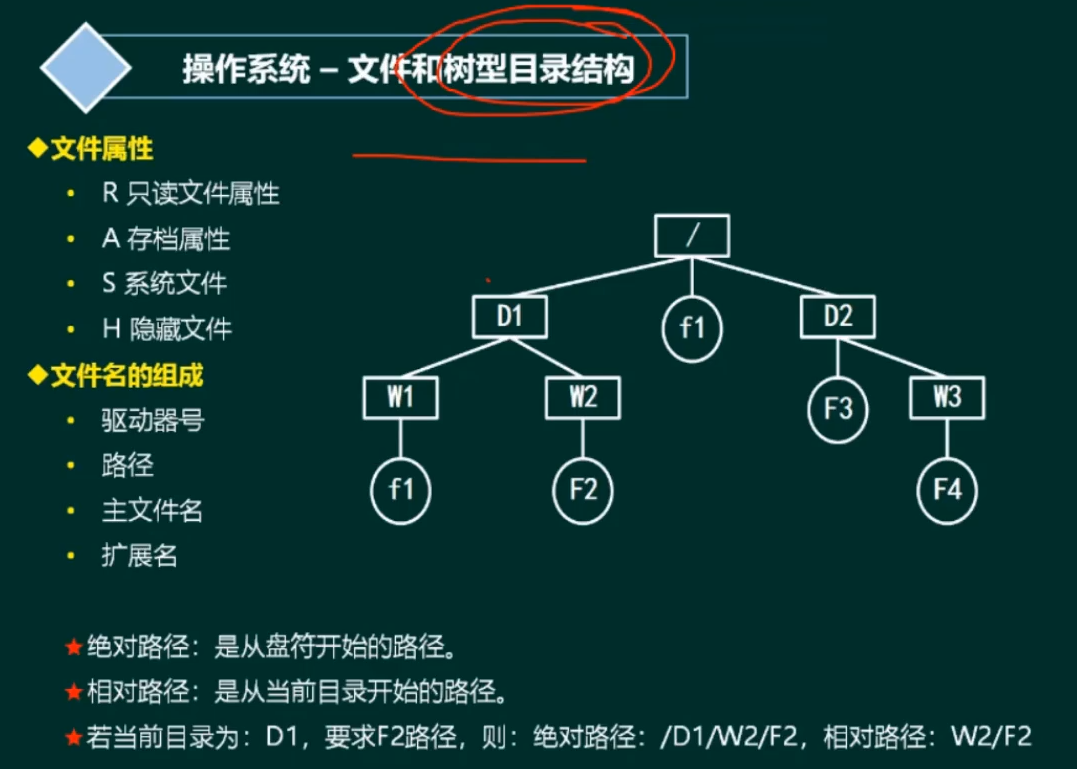 操作系统 – 文件和树型目录结构
◆文件属性
• R 只读文件属性
• A 存档属性
• S 系统文件
• H 隐藏文件
◆文件名的组成
• 驱动器号
• 路径
• 主文件名
• 扩展名
/
D1 f1 D2
W1 W2 F3 W3
f1 F2 F4
★绝对路径：是从盘符开始的路径。
★相对路径：是从当前目录开始的路径。
★若当前目录为：D1，要求F2路径，则：绝对路径：/D1/W2/F2，相对路径：W2/F2